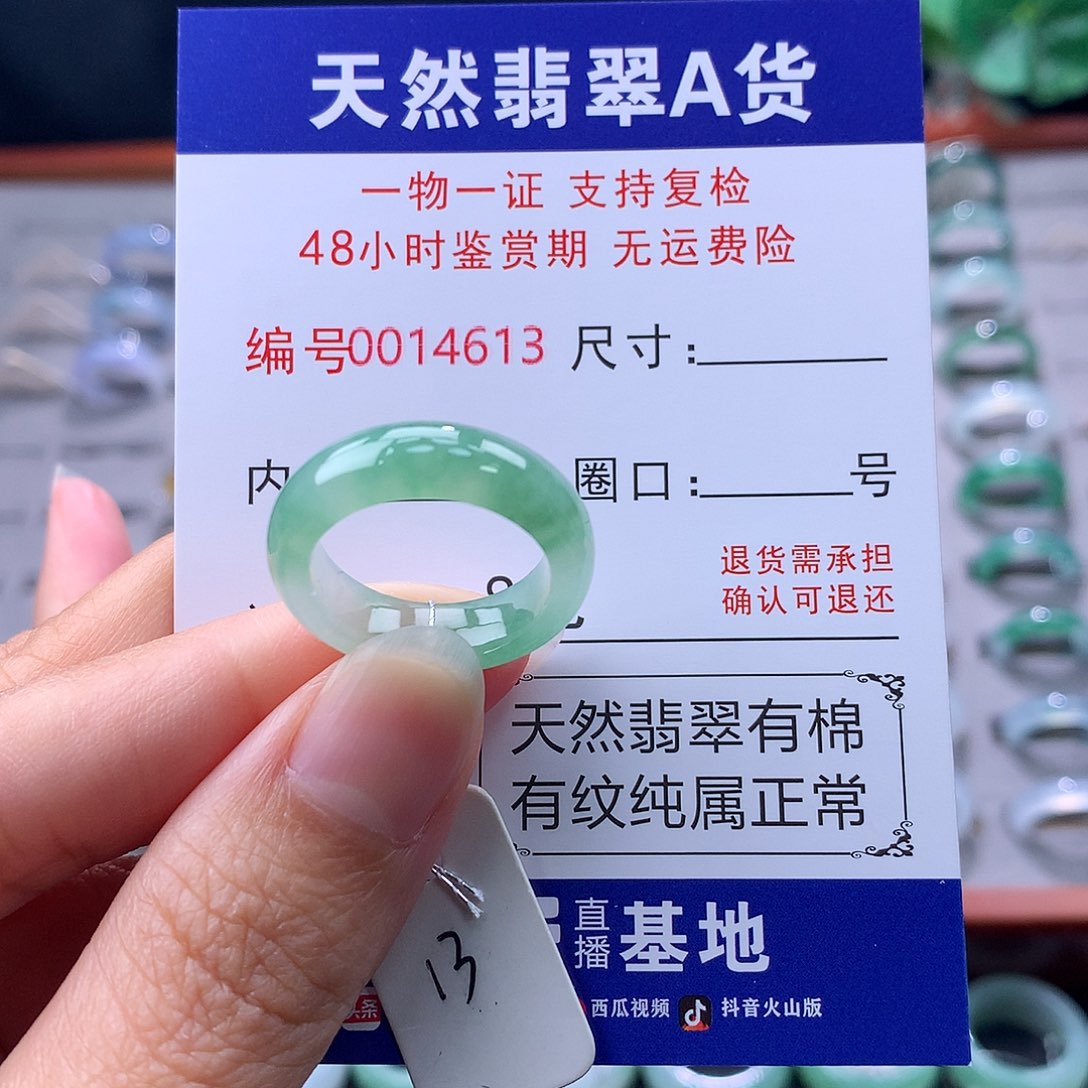 天然翡翠A货
一物一证 支持复检
48小时鉴赏期 无运费险
编号0014613 尺寸:
内 圈口: 号
退货需承担
确认可退还
天然翡翠有棉
有纹纯属正常
直播基地
头条 西瓜视频 抖音火山版
13